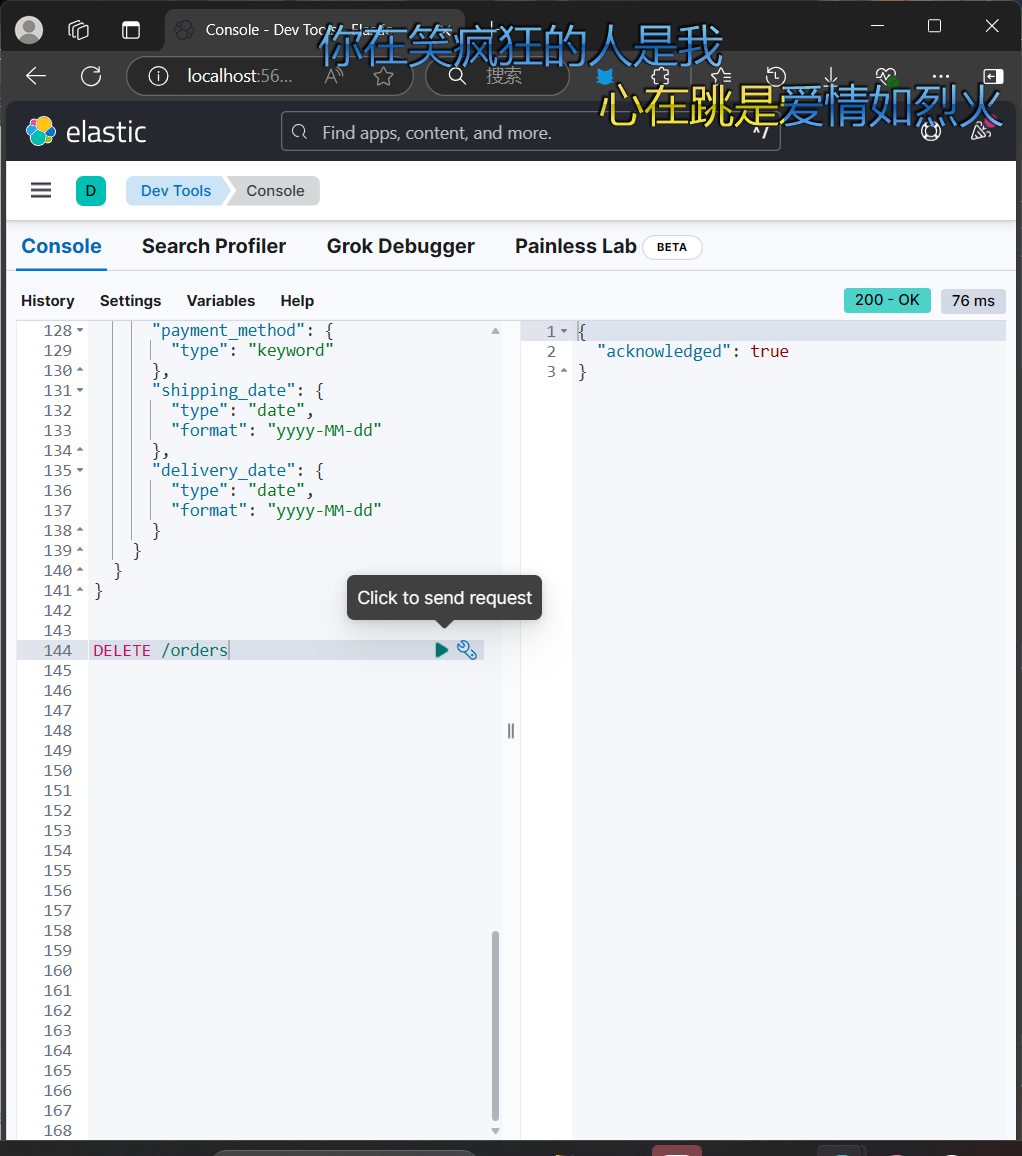 Console - Dev Tools - Elastic
你在笑疯狂的人是我
localhost:56...
搜索
心在跳是爱情如烈火
elastic
Find apps, content, and more.
^/
D
Dev Tools
Console
Console
Search Profiler
Grok Debugger
Painless Lab
BETA
History
Settings
Variables
Help
200 - OK
76 ms
128 "payment_method": {
129 "type": "keyword"
130 },
131 "shipping_date": {
132 "type": "date",
133 "format": "yyyy-MM-dd"
134 },
135 "delivery_date": {
136 "type": "date",
137 "format": "yyyy-MM-dd"
138 }
139 }
140 }
141 }
142
143
Click to send request
144 DELETE /orders
145
146
147
148
149
150
151
152
153
154
155
156
157
158
159
160
161
162
163
164
165
166
167
168
1 {
2 "acknowledged": true
3 }